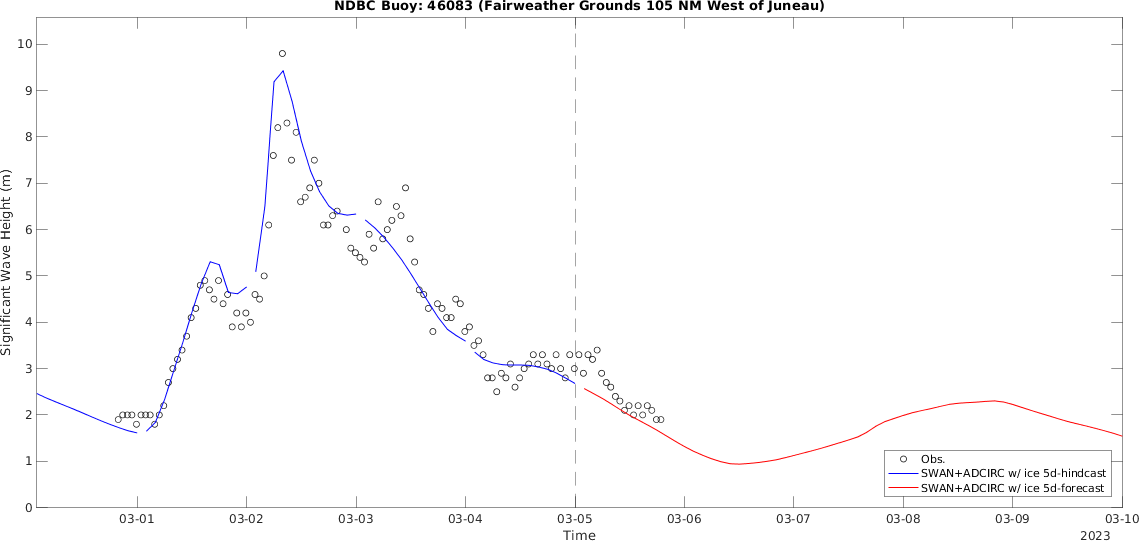 NDBC Buoy: 46083 (Fairweather Grounds 105 NM West of Juneau)
10
9
8
7
6
5
4
3
2
1
0
Significant Wave Height (m)
Obs.
SWAN+ADCIRC w/ ice 5d-hindcast
SWAN+ADCIRC w/ ice 5d-forecast
03-01 03-02 03-03 03-04 03-05 03-06 03-07 03-08 03-09 03-10
Time
2023